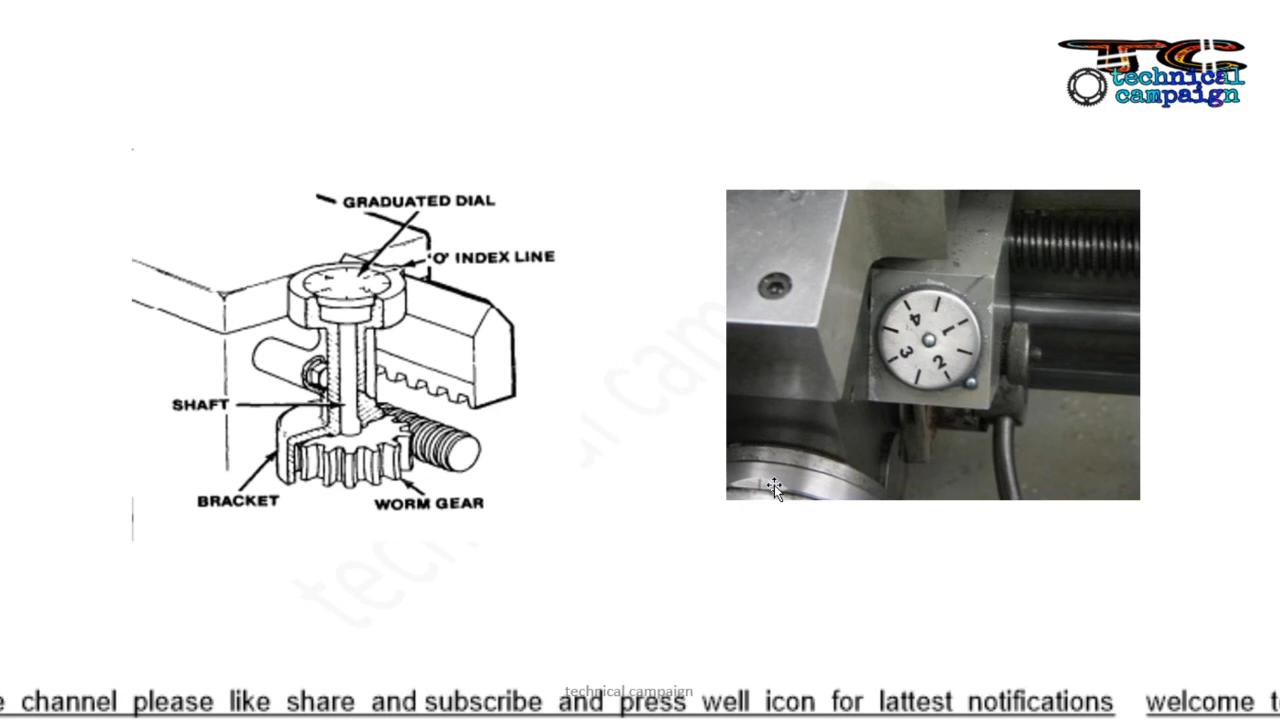 TC
technical
campaign
GRADUATED DIAL
'O' INDEX LINE
SHAFT
BRACKET
WORM GEAR
1
2
3
4
technical campaign
channel please like share and subscribe and press well icon for lattest notifications welcome